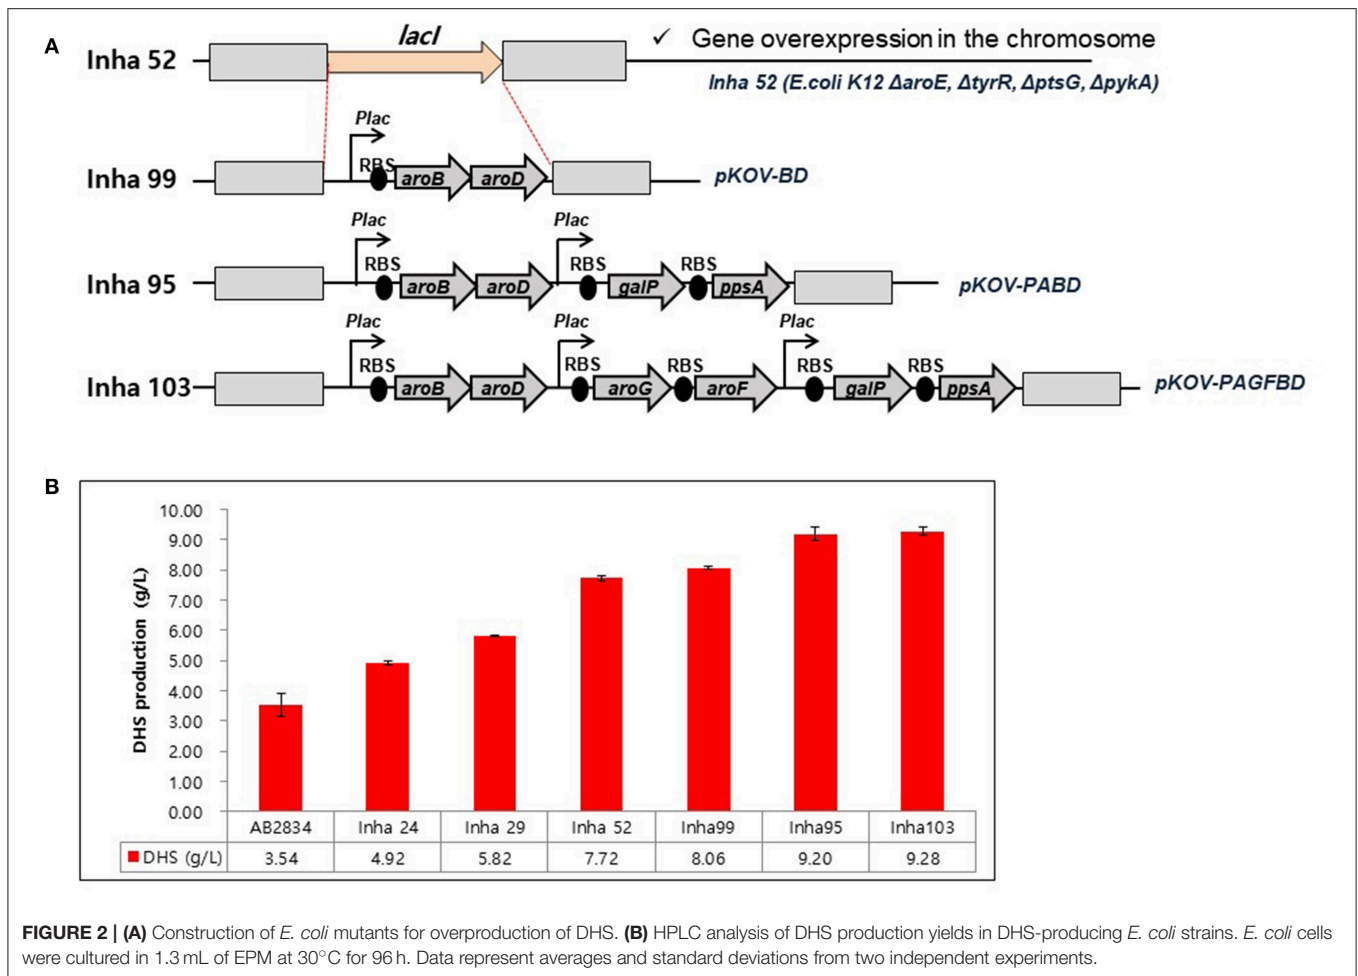 A
Inha 52
lacI
✓ Gene overexpression in the chromosome
Inha 52 (E.coli K12 ΔaroE, ΔtyrR, ΔptsG, ΔpykA)
Plac
Inha 99
RBS
aroB
aroD
pKOV-BD
Plac
Plac
Inha 95
RBS
aroB
aroD
RBS
galP
RBS
ppsA
pKOV-PABD
Plac
Plac
Plac
Inha 103
RBS
aroB
aroD
RBS
aroG
RBS
aroF
RBS
galP
RBS
ppsA
pKOV-PAGFBD
B
DHS production (g/L)
10.00
9.00
8.00
7.00
6.00
5.00
4.00
3.00
2.00
1.00
0.00
AB2834 Inha 24 Inha 29 Inha 52 Inha99 Inha95 Inha103
DHS (g/L) 3.54 4.92 5.82 7.72 8.06 9.20 9.28
FIGURE 2 | (A) Construction of E. coli mutants for overproduction of DHS. (B) HPLC analysis of DHS production yields in DHS-producing E. coli strains. E. coli cells
were cultured in 1.3 mL of EPM at 30°C for 96 h. Data represent averages and standard deviations from two independent experiments.